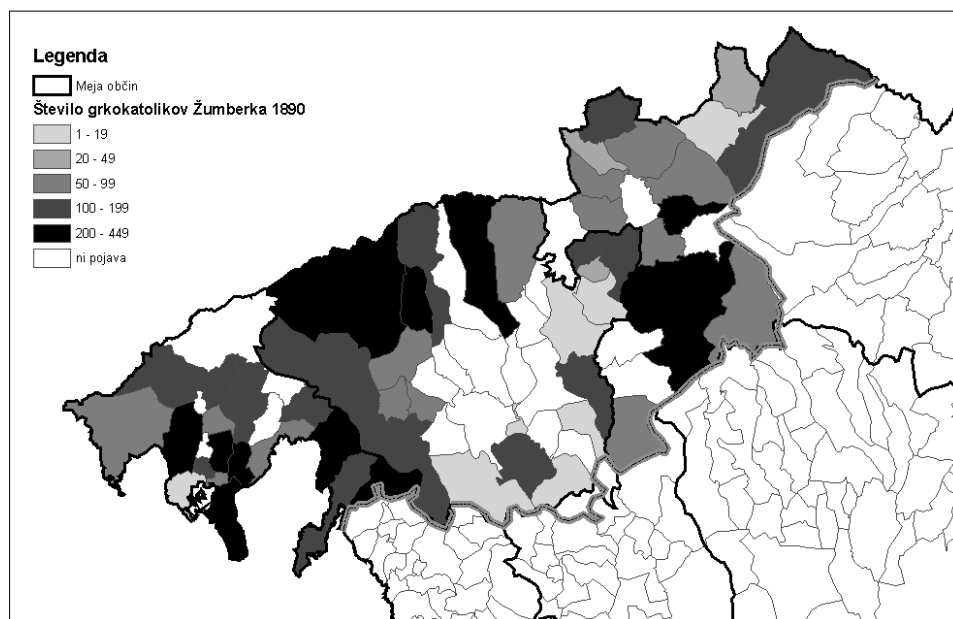 Legenda
Meja občin
Število grkokatolikov Žumberka 1890
1 - 19
20 - 49
50 - 99
100 - 199
200 - 449
ni pojava